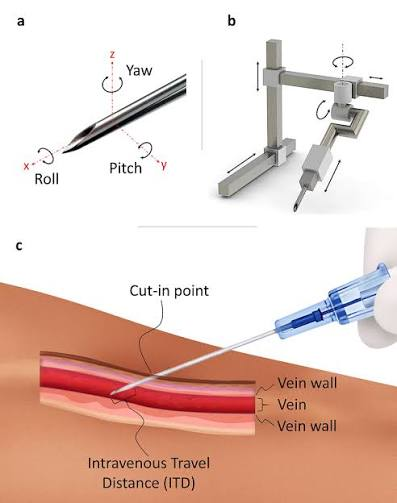 a
b
z
Yaw
x
Roll
Pitch
y
c
Cut-in point
Vein wall
Vein
Vein wall
Intravenous Travel
Distance (ITD)